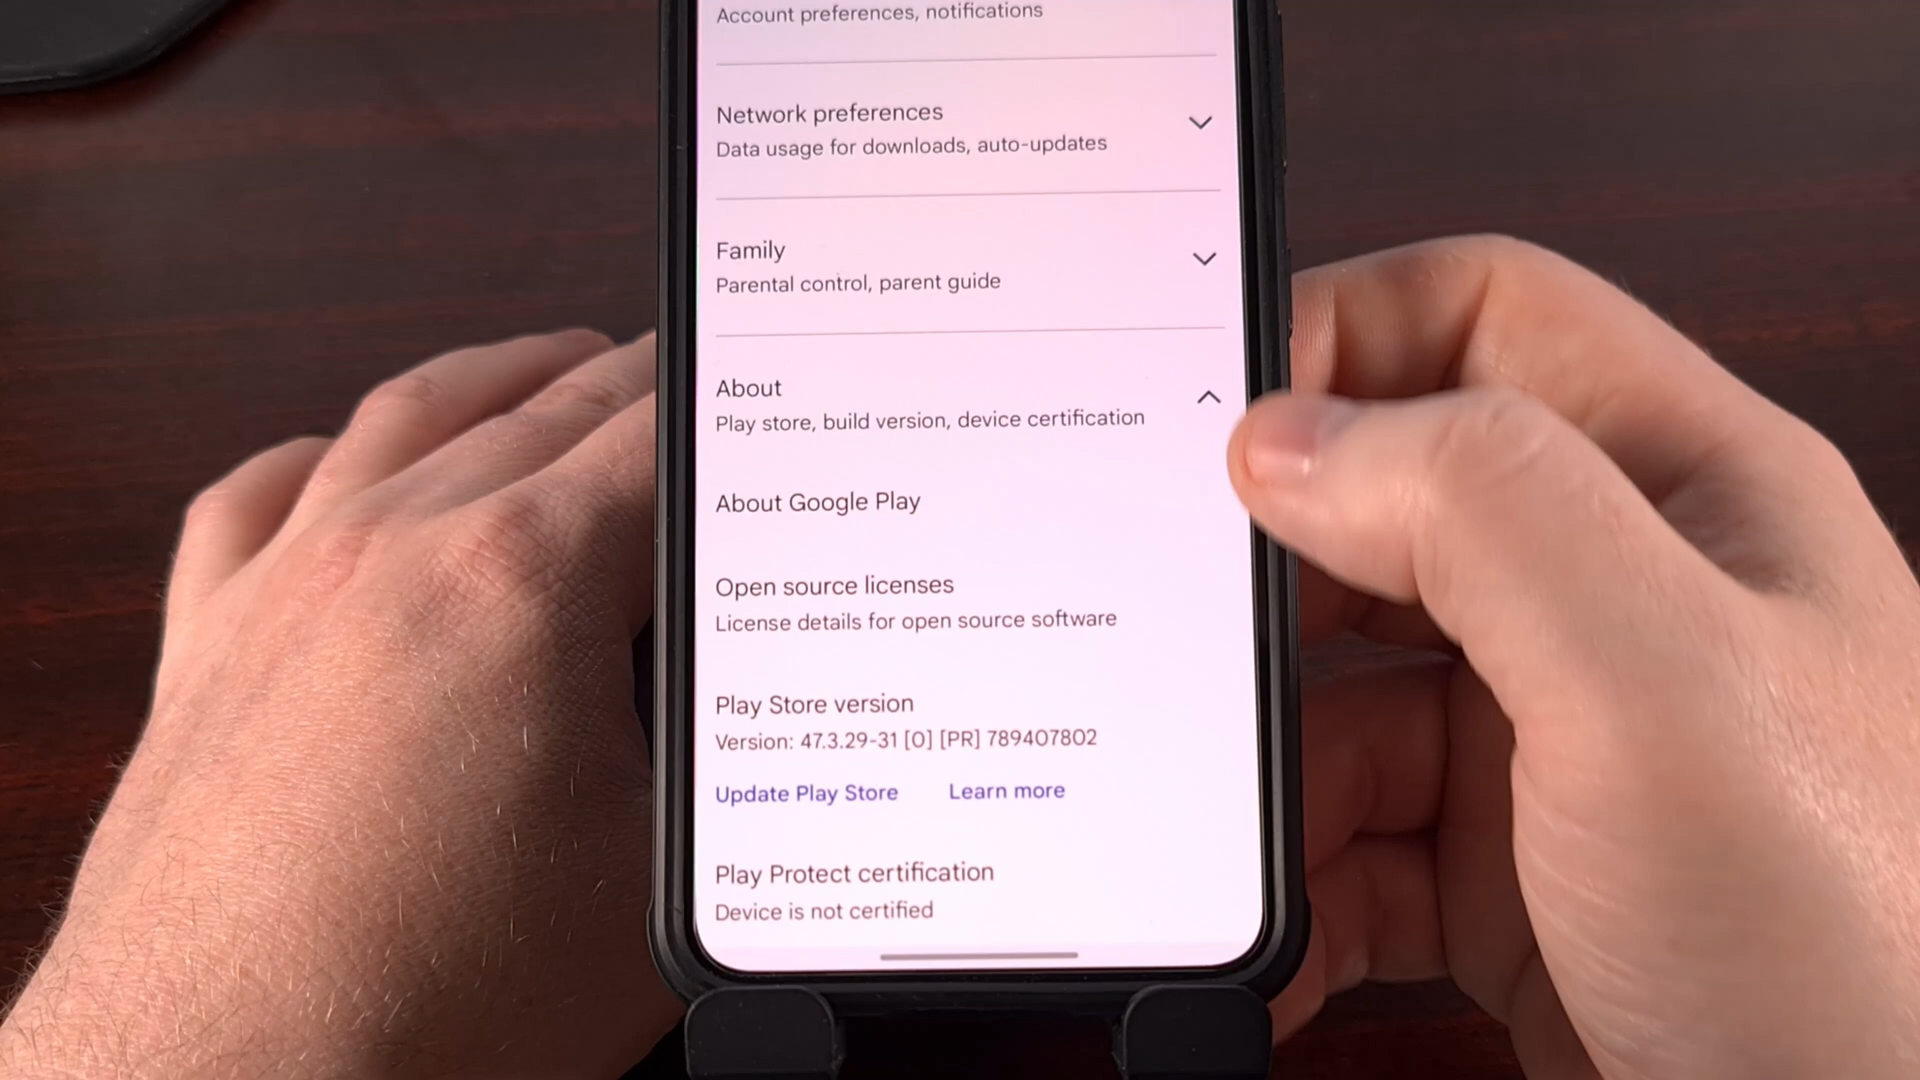 Account preferences, notifications
Network preferences
Data usage for downloads, auto-updates
Family
Parental control, parent guide
About
Play store, build version, device certification
About Google Play
Open source licenses
License details for open source software
Play Store version
Version: 47.3.29-31 [0] [PR] 789407802
Update Play Store Learn more
Play Protect certification
Device is not certified